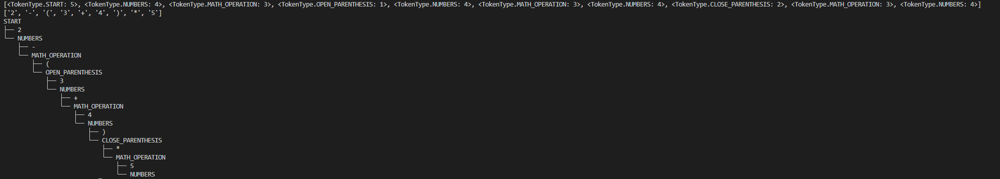 [<TokenType.START: 5>, <TokenType.NUMBERS: 4>, <TokenType.MATH_OPERATION: 3>, <TokenType.OPEN_PARENTHESIS: 1>, <TokenType.NUMBERS: 4>, <TokenType.MATH_OPERATION: 3>, <TokenType.NUMBERS: 4>, <TokenType.CLOSE_PARENTHESIS: 2>, <TokenType.MATH_OPERATION: 3>, <TokenType.NUMBERS: 4>]
['2', '-', '(', '3', '+', '4', ')', '*', '5']
START
├── 2
└── NUMBERS
    ├── -
    └── MATH_OPERATION
        ├── (
        └── OPEN_PARENTHESIS
            ├── 3
            └── NUMBERS
                ├── +
                └── MATH_OPERATION
                    ├── 4
                    └── NUMBERS
                        ├── )
                        └── CLOSE_PARENTHESIS
                            ├── *
                            └── MATH_OPERATION
                                ├── 5
                                └── NUMBERS